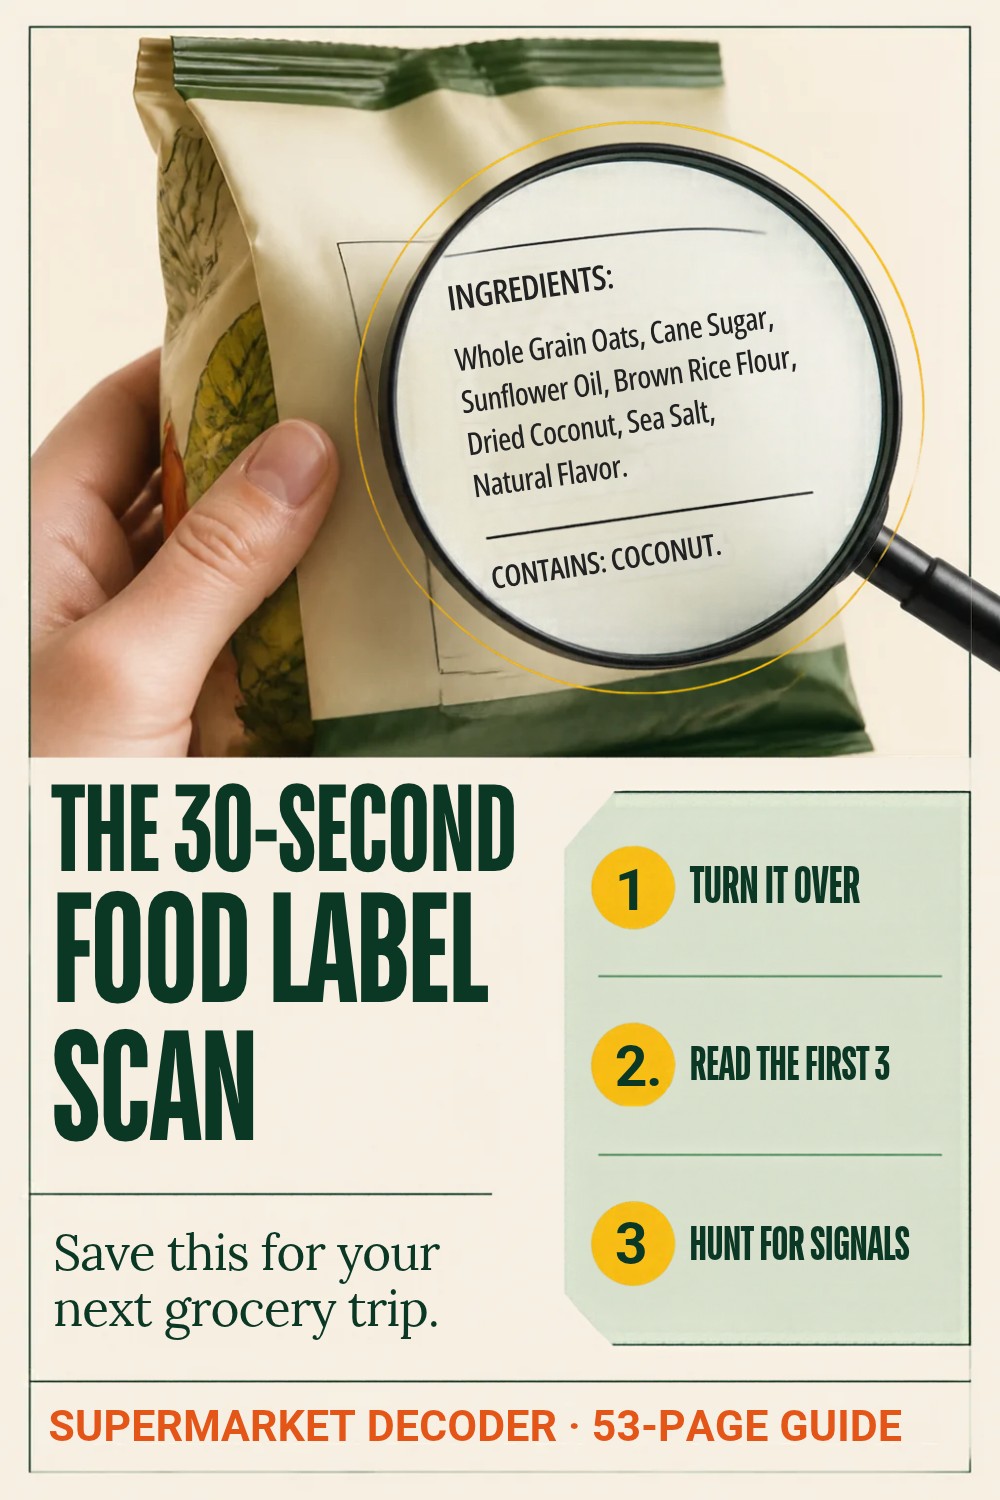 INGREDIENTS:
Whole Grain Oats, Cane Sugar,
Sunflower Oil, Brown Rice Flour,
Dried Coconut, Sea Salt,
Natural Flavor.
CONTAINS: COCONUT.
THE 30-SECOND
FOOD LABEL
SCAN
Save this for your
next grocery trip.
1 TURN IT OVER
2. READ THE FIRST 3
3 HUNT FOR SIGNALS
SUPERMARKET DECODER · 53-PAGE GUIDE